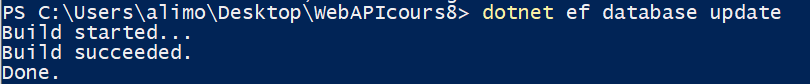 PS C:\Users\alimo\Desktop\WebAPIcours8> dotnet ef database update
Build started...
Build succeeded.
Done.